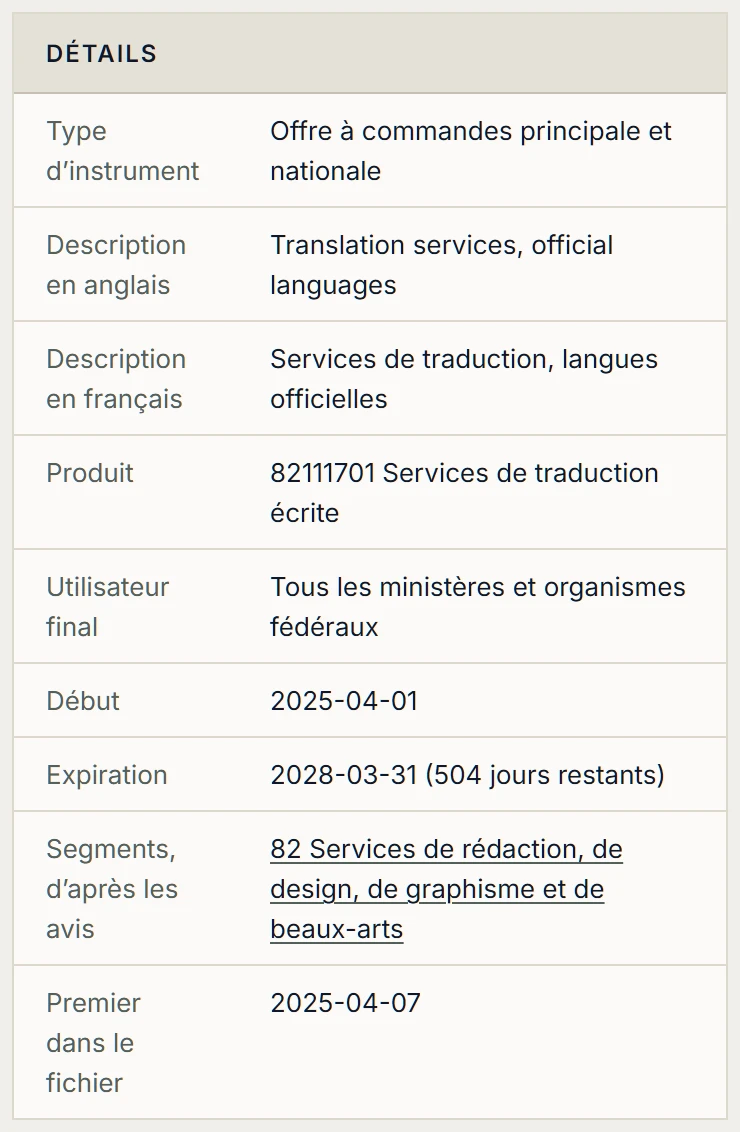 DÉTAILS
Type
d’instrument
Offre à commandes principale et
nationale
Description
en anglais
Translation services, official
languages
Description
en français
Services de traduction, langues
officielles
Produit
82111701 Services de traduction
écrite
Utilisateur
final
Tous les ministères et organismes
fédéraux
Début
2025-04-01
Expiration
2028-03-31 (504 jours restants)
Segments,
d’après les
avis
82 Services de rédaction, de
design, de graphisme et de
beaux-arts
Premier
dans le
fichier
2025-04-07